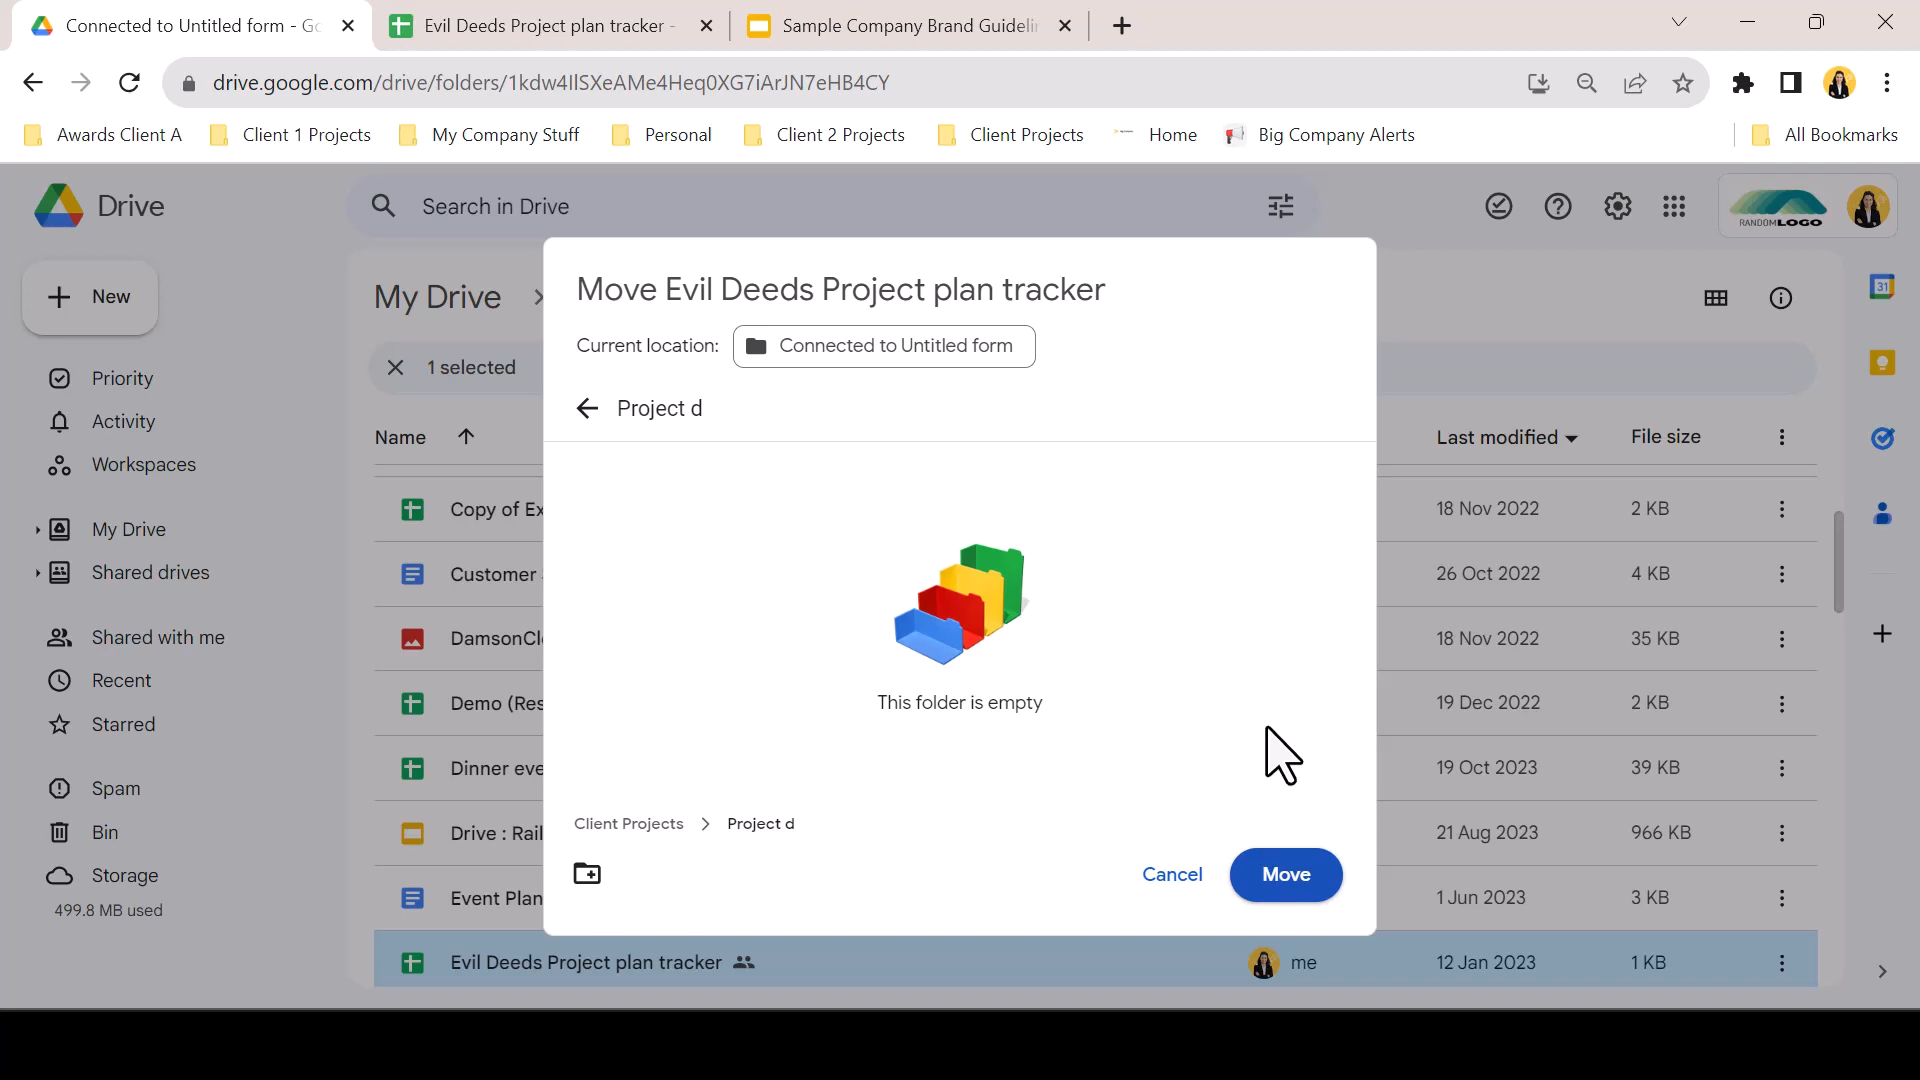 Connected to Untitled form - Go
Evil Deeds Project plan tracker -
Sample Company Brand Guidelin
drive.google.com/drive/folders/1kdw4IlSXeAMe4Heq0XG7iArJN7eHB4CY
Awards Client A
Client 1 Projects
My Company Stuff
Personal
Client 2 Projects
Client Projects
Home
Big Company Alerts
All Bookmarks
Drive
Search in Drive
RANDOMLOGO
New
My Drive
Move Evil Deeds Project plan tracker
Current location: Connected to Untitled form
1 selected
Priority
Activity
Workspaces
My Drive
Shared drives
Shared with me
Recent
Starred
Spam
Bin
Storage
499.8 MB used
Project d
Name
Last modified
File size
Copy of Ex
18 Nov 2022
2 KB
Customer
26 Oct 2022
4 KB
DamsonCl
18 Nov 2022
35 KB
Demo (Res
19 Dec 2022
2 KB
Dinner eve
19 Oct 2023
39 KB
Drive : Rail
21 Aug 2023
966 KB
Event Plan
1 Jun 2023
3 KB
Evil Deeds Project plan tracker
me
12 Jan 2023
1 KB
This folder is empty
Client Projects
Project d
Cancel
Move
31